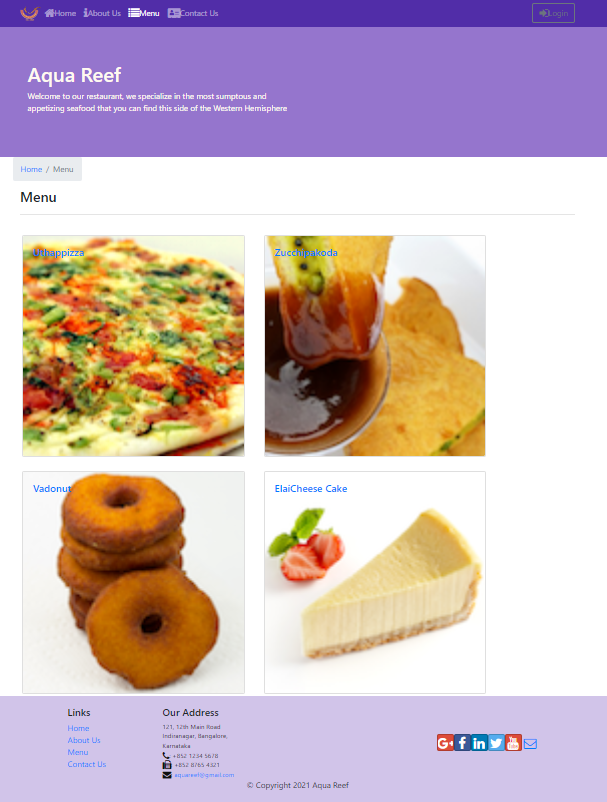 Home About Us Menu Contact Us Login
Aqua Reef
Welcome to our restaurant, we specialize in the most sumptous and
appetizing seafood that you can find this side of the Western Hemisphere
Home / Menu
Menu
Uthappizza
Zucchipakoda
Vadonut
ElaiCheese Cake
Links
Home
About Us
Menu
Contact Us
Our Address
121, 12th Main Road
Indiranagar, Bangalore,
Karnataka
: +852 1234 5678
: +852 8765 4321
: aquareef@gmail.com
G+ f in You Tube
© Copyright 2021 Aqua Reef